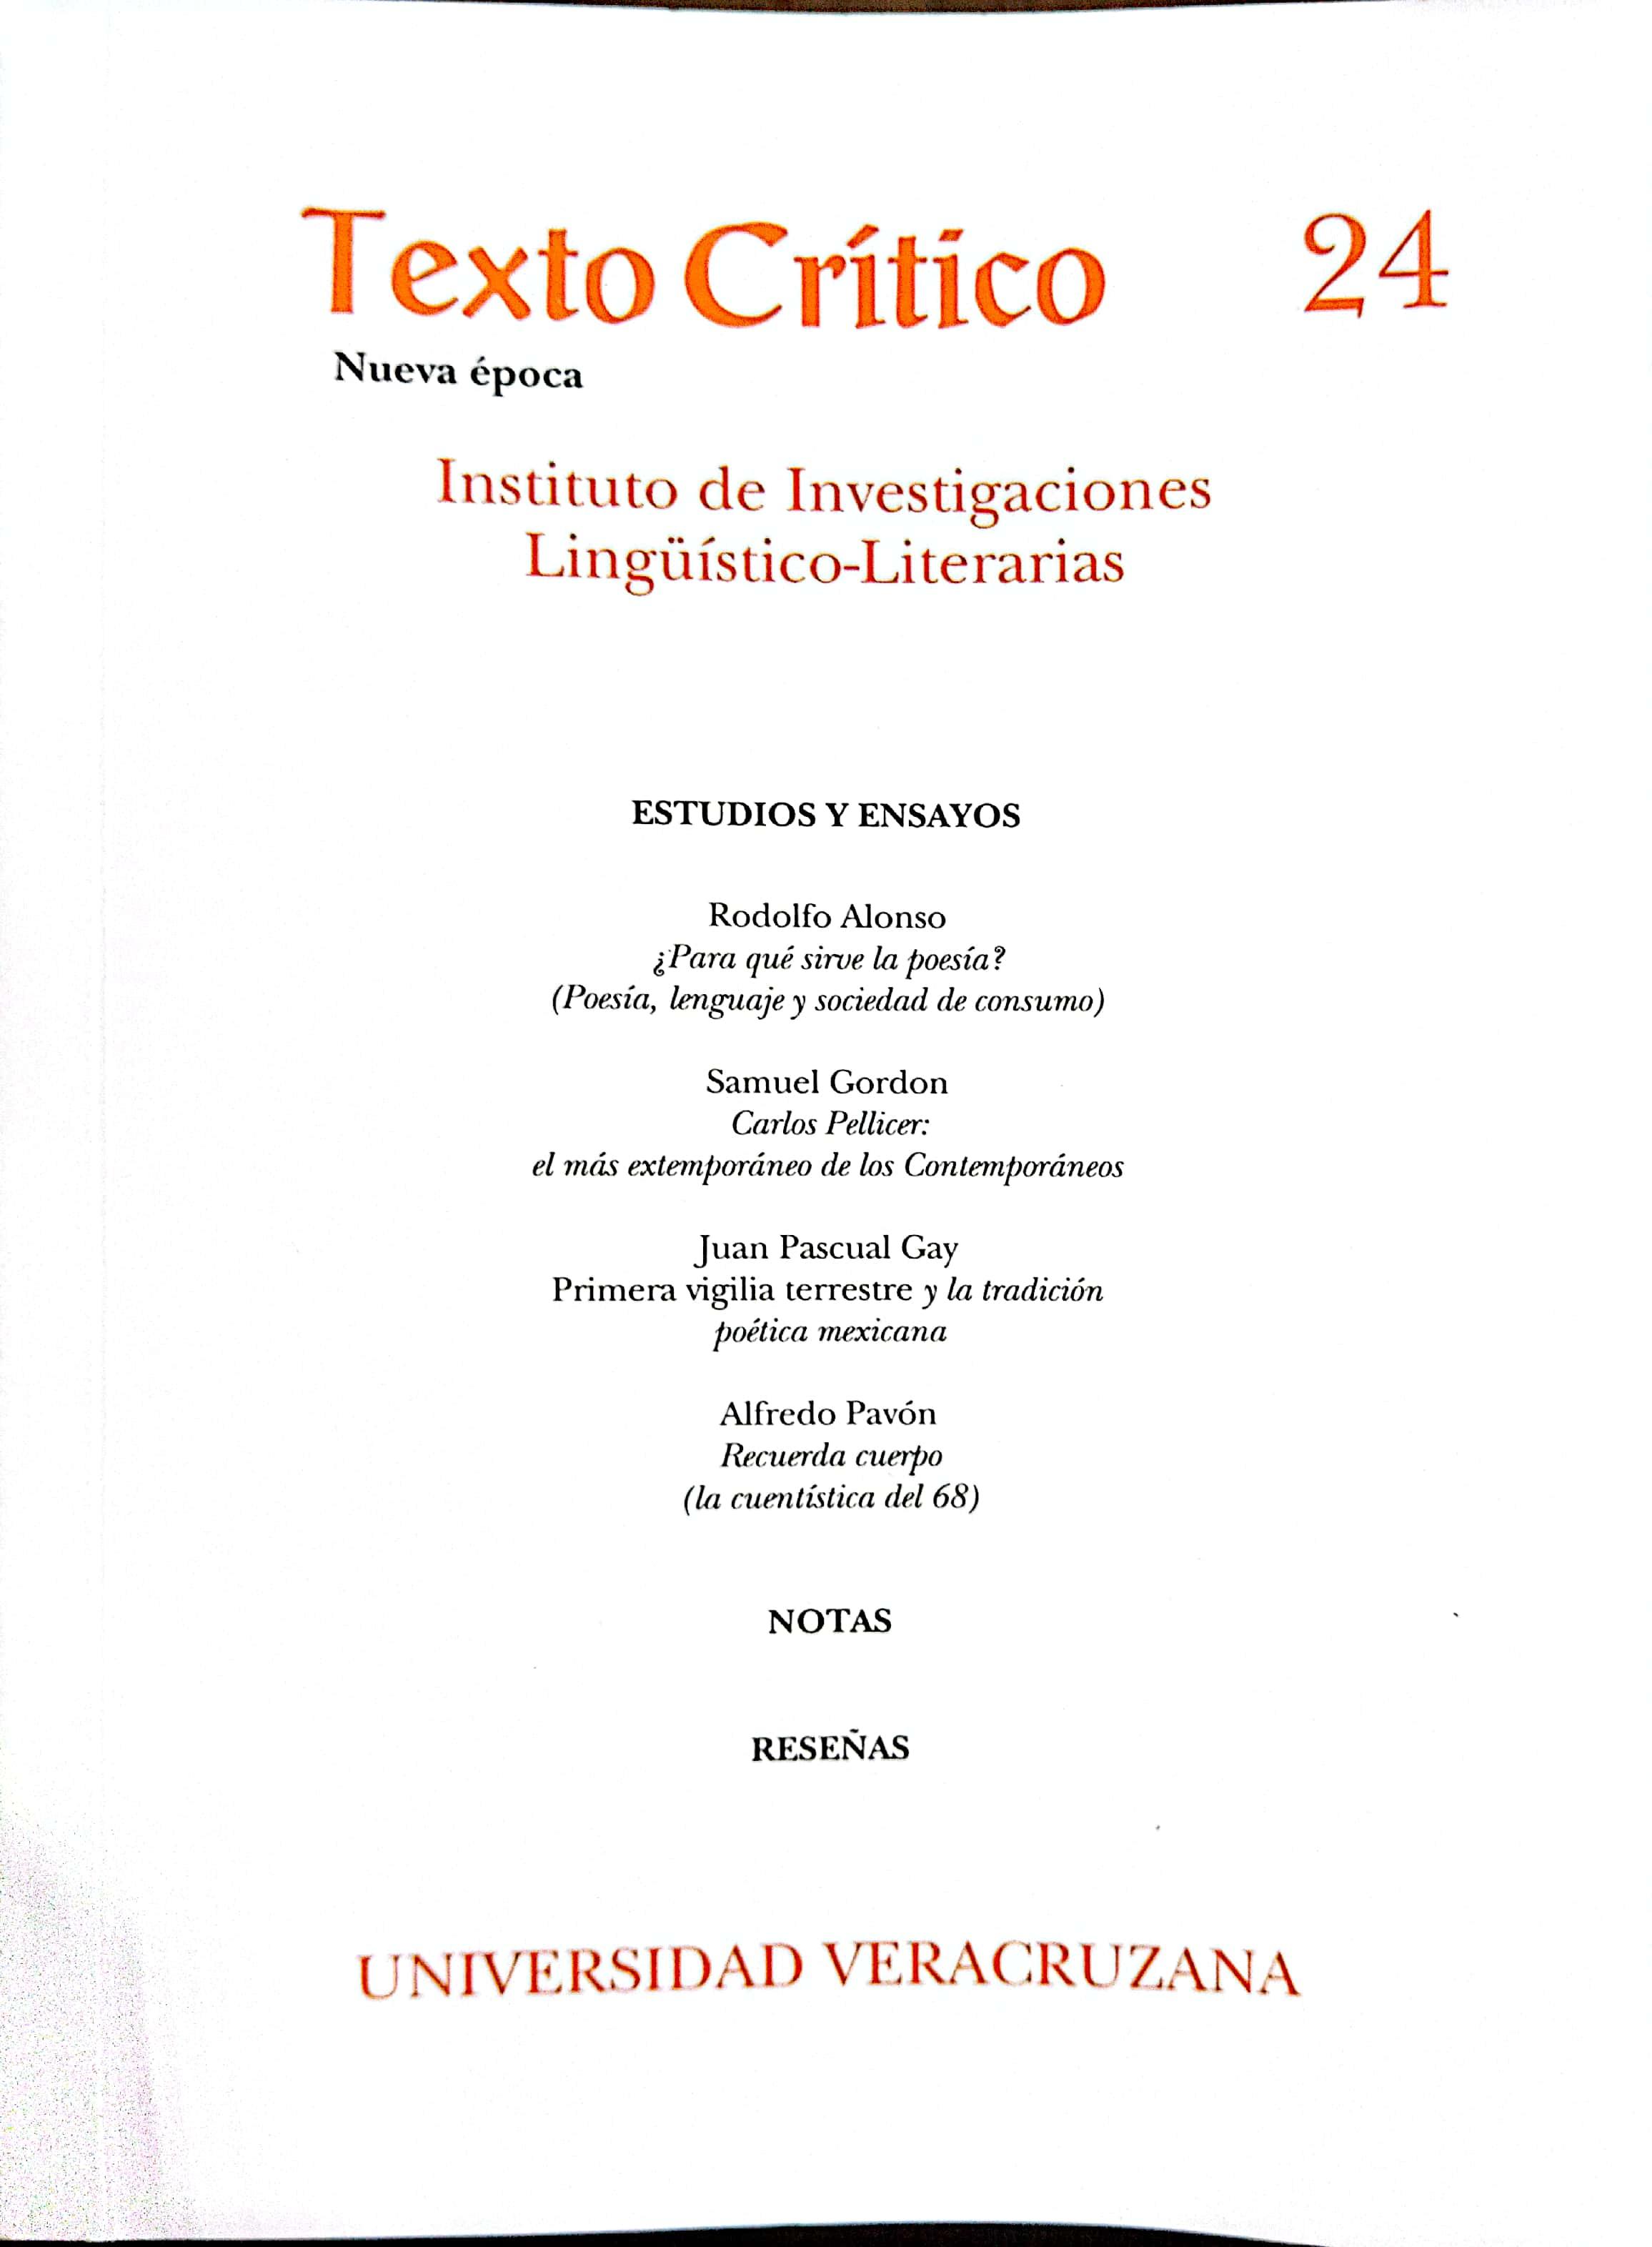 Texto Crítico 24
Nueva época
Instituto de Investigaciones
Lingüístico-Literarias
ESTUDIOS Y ENSAYOS
Rodolfo Alonso
¿Para qué sirve la poesía?
(Poesía, lenguaje y sociedad de consumo)
Samuel Gordon
Carlos Pellicer:
el más extemporáneo de los Contemporáneos
Juan Pascual Gay
Primera vigilia terrestre y la tradición
poética mexicana
Alfredo Pavón
Recuerda cuerpo
(la cuentística del 68)
NOTAS
RESEÑAS
UNIVERSIDAD VERACRUZANA